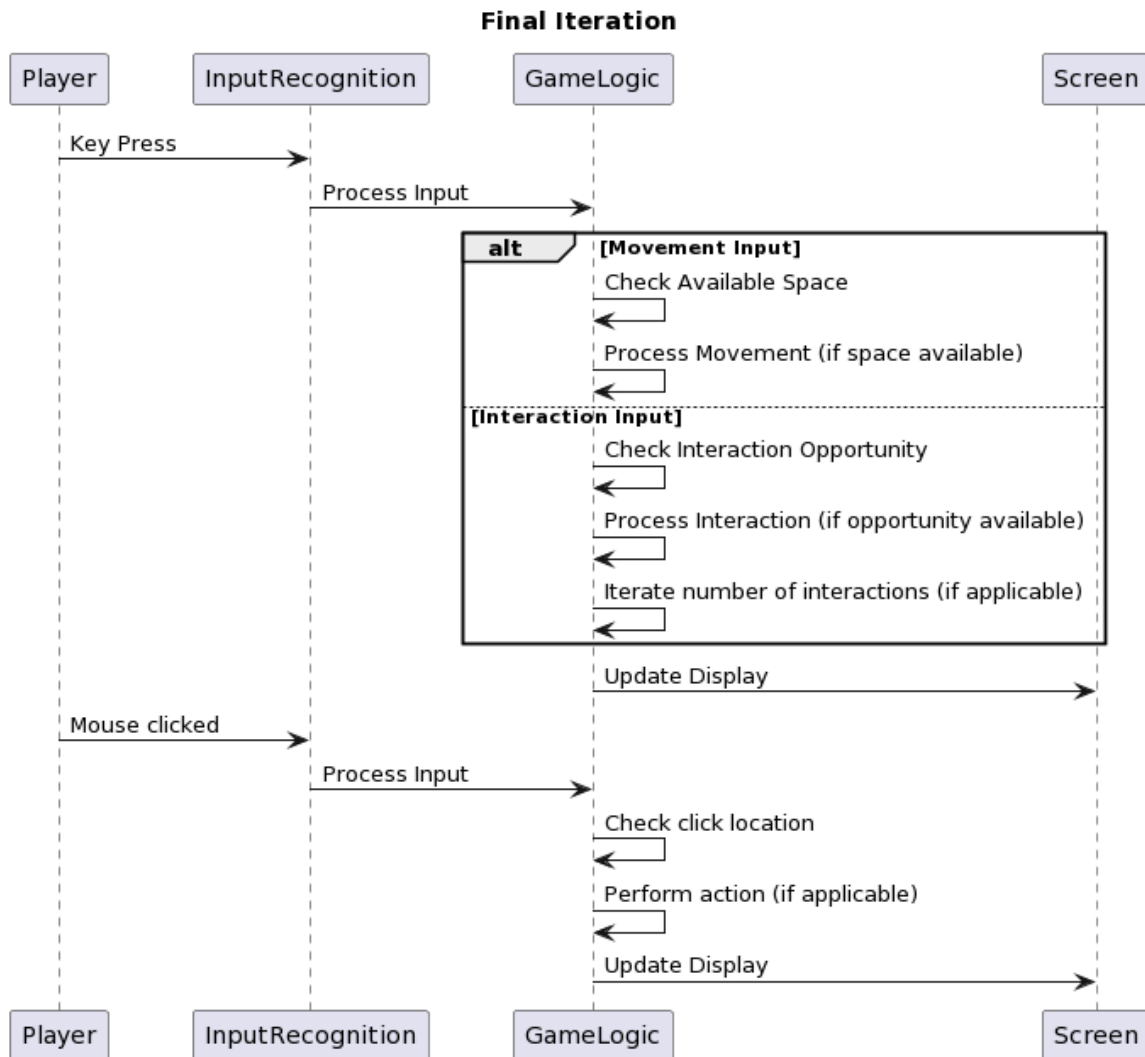 Final Iteration
Player InputRecognition GameLogic Screen
Key Press
Process Input
alt [Movement Input]
Check Available Space
Process Movement (if space available)
[Interaction Input]
Check Interaction Opportunity
Process Interaction (if opportunity available)
Iterate number of interactions (if applicable)
Update Display
Mouse clicked
Process Input
Check click location
Perform action (if applicable)
Update Display
Player InputRecognition GameLogic Screen